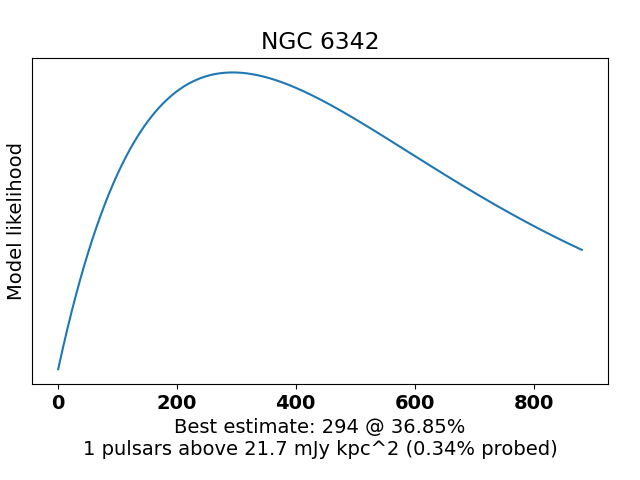 NGC 6342
Model likelihood
0 200 400 600 800
Best estimate: 294 @ 36.85%
1 pulsars above 21.7 mJy kpc^2 (0.34% probed)